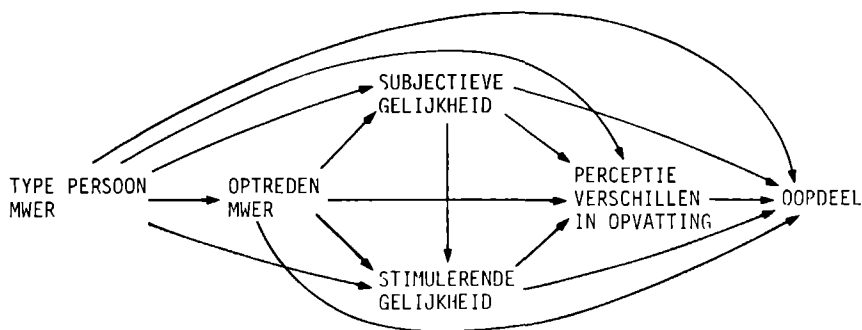 SUBJECTIEVE
GELIJKHEID
TYPE PERSOON
MWER
OPTREDEN
MWER
PERCEPTIE
VERSCHILLEN
IN OPVATTING
OOPDEEL
STIMULERENDE
GELIJKHEID